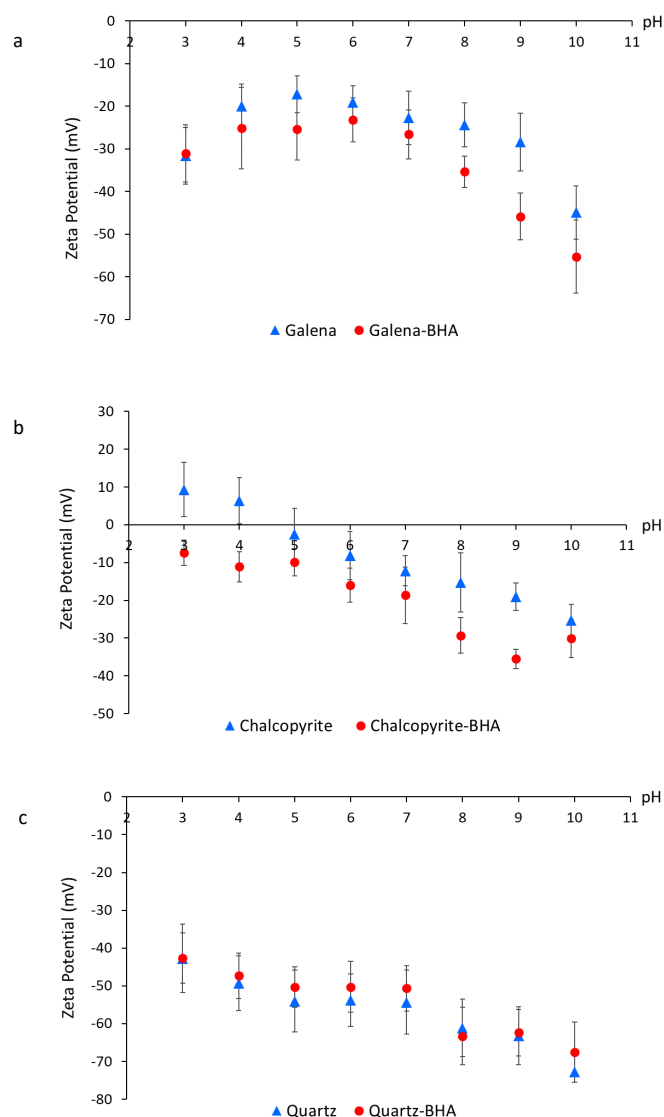 a
0
pH
2 3 4 5 6 7 8 9 10 11
-10
-20
-30
-40
-50
-60
-70
Zeta Potential (mV)
Galena Galena-BHA
b
30
20
10
0
pH
2 3 4 5 6 7 8 9 10 11
-10
-20
-30
-40
-50
Zeta Potential (mV)
Chalcopyrite Chalcopyrite-BHA
c
0
pH
2 3 4 5 6 7 8 9 10 11
-10
-20
-30
-40
-50
-60
-70
-80
Zeta Potential (mV)
Quartz Quartz-BHA